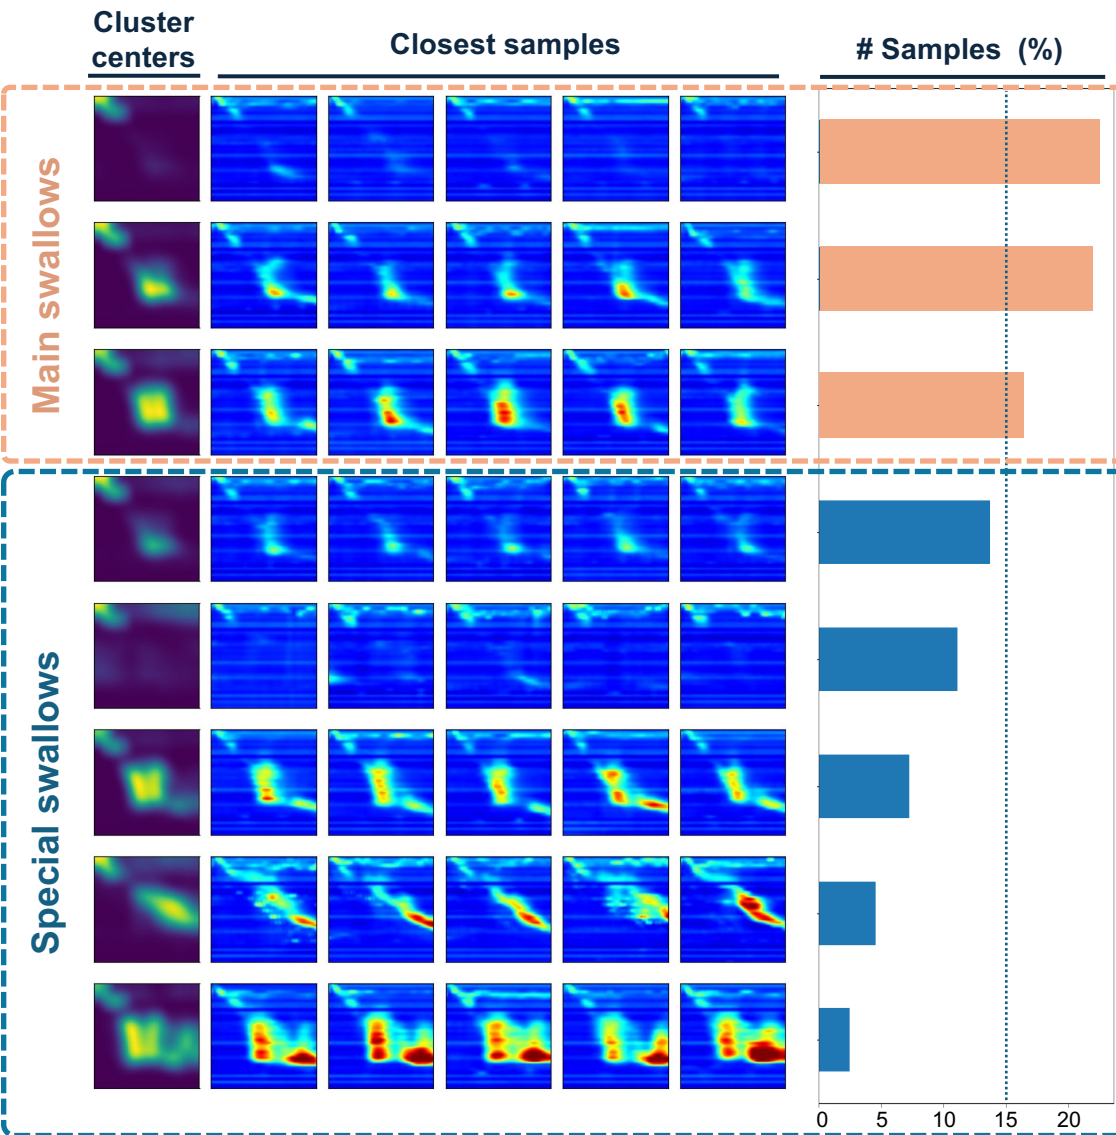 Cluster
centers
Closest samples
# Samples (%)
Main swallows
Special swallows
0 5 10 15 20